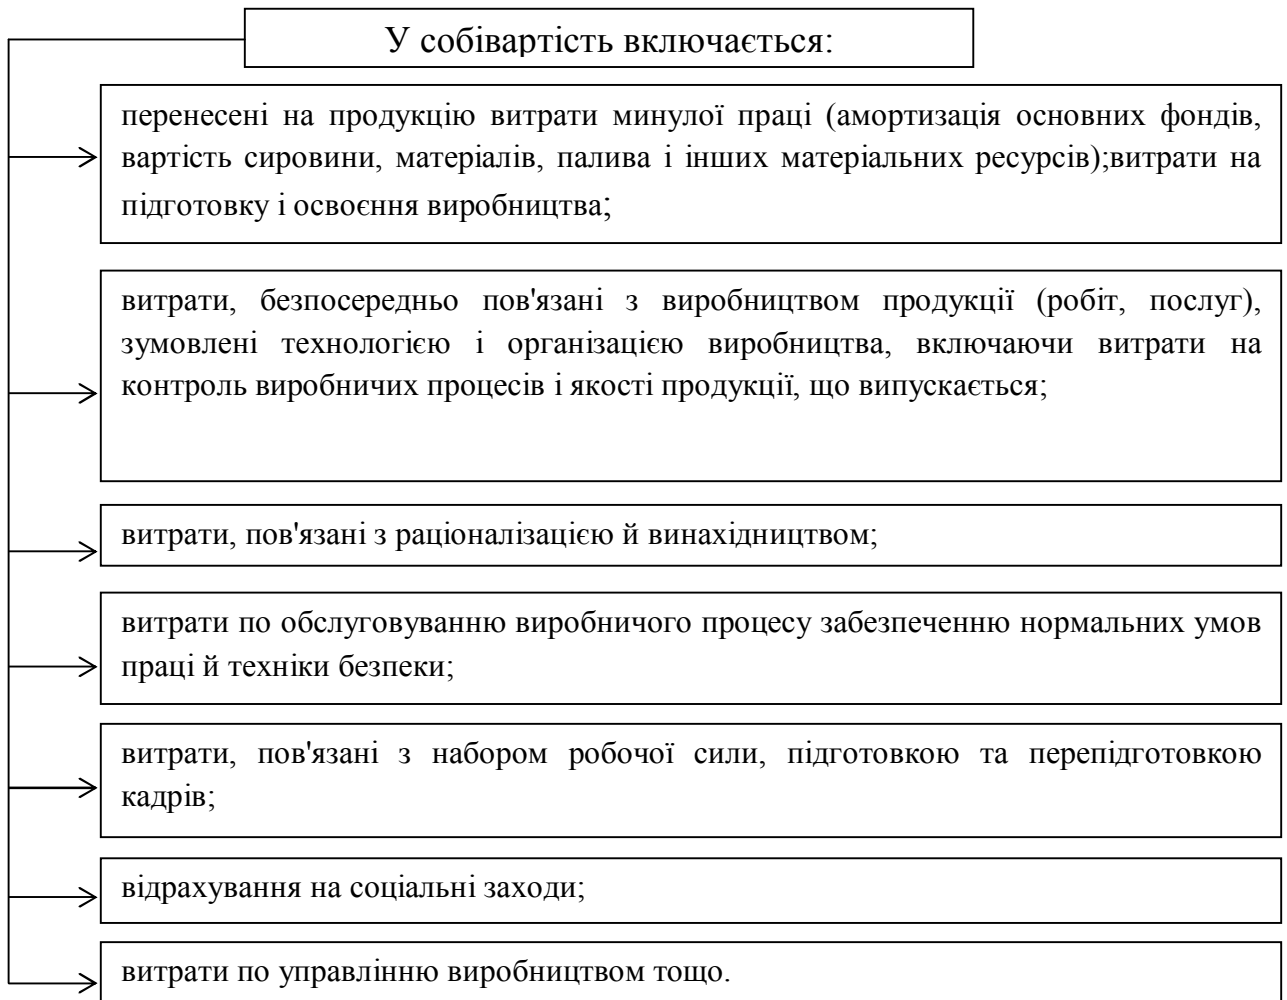 У собівартість включається:
перенесені на продукцію витрати минулої праці (амортизація основних фондів,
вартість сировини, матеріалів, палива і інших матеріальних ресурсів);витрати на
підготовку і освоєння виробництва;
витрати, безпосередньо пов'язані з виробництвом продукції (робіт, послуг),
зумовлені технологією і організацією виробництва, включаючи витрати на
контроль виробничих процесів і якості продукції, що випускається;
витрати, пов'язані з раціоналізацією й винахідництвом;
витрати по обслуговуванню виробничого процесу забезпеченню нормальних умов
праці й техніки безпеки;
витрати, пов'язані з набором робочої сили, підготовкою та перепідготовкою
кадрів;
відрахування на соціальні заходи;
витрати по управлінню виробництвом тощо.